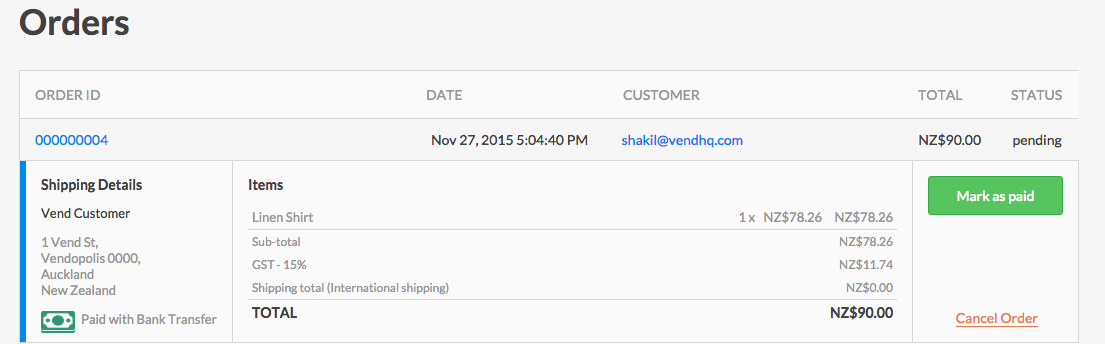 Orders
ORDER ID DATE CUSTOMER TOTAL STATUS
000000004 Nov 27, 2015 5:04:40 PM shakil@vendhq.com NZ$90.00 pending
Shipping Details
Vend Customer
1 Vend St,
Vendopolis 0000,
Auckland
New Zealand
Paid with Bank Transfer
Items
Linen Shirt 1 x NZ$78.26 NZ$78.26
Sub-total NZ$78.26
GST - 15% NZ$11.74
Shipping total (International shipping) NZ$0.00
TOTAL NZ$90.00
Mark as paid
Cancel Order